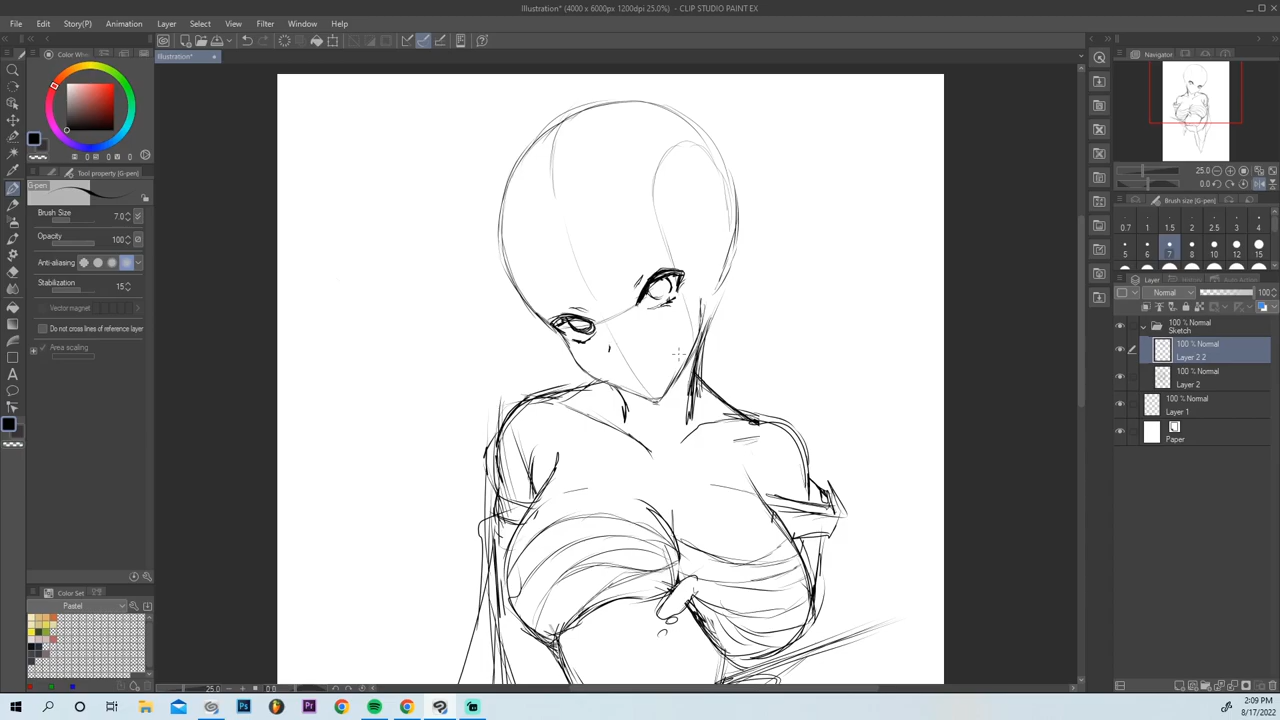 Illustration* (4000 x 6000px 1200dpi 25.0%) - CLIP STUDIO PAINT EX
File Edit Story(P) Animation Layer Select View Filter Window Help
Color Whe
Illustration*
Navigator
Tool property [G-pen]
G-pen
Brush Size 7.0
Opacity 100
Anti-aliasing
Stabilization 15
Vector magnet
Do not cross lines of reference layer
Area scaling
25.0
0.0
Brush size [G-pen]
0.7 1 1.5 2 2.5 3 4
5 6 7 8 10 12 15
Layer
Normal 100
100 % Normal
Sketch
100 % Normal
Layer 2 2
100 % Normal
Layer 2
100 % Normal
Layer 1
Paper
Color Set
Pastel
25.0 0.0
2:09 PM
8/17/2022